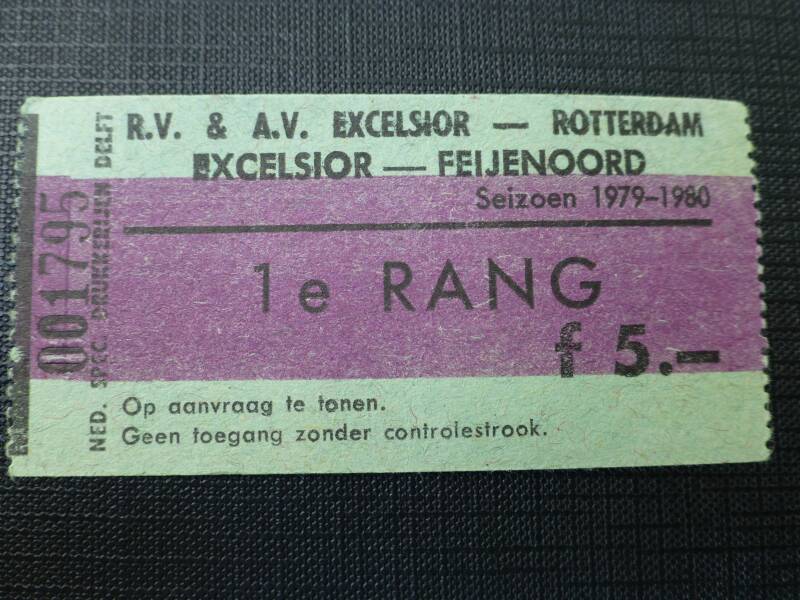 R.V. & A.V. EXCELSIOR — ROTTERDAM
EXCELSIOR — FEIJENOORD
Seizoen 1979-1980
1e RANG
f 5.-
Op aanvraag te tonen.
Geen toegang zonder controlestrook.
001795
NED. SPEC. DRUKKERIJEN DELFT